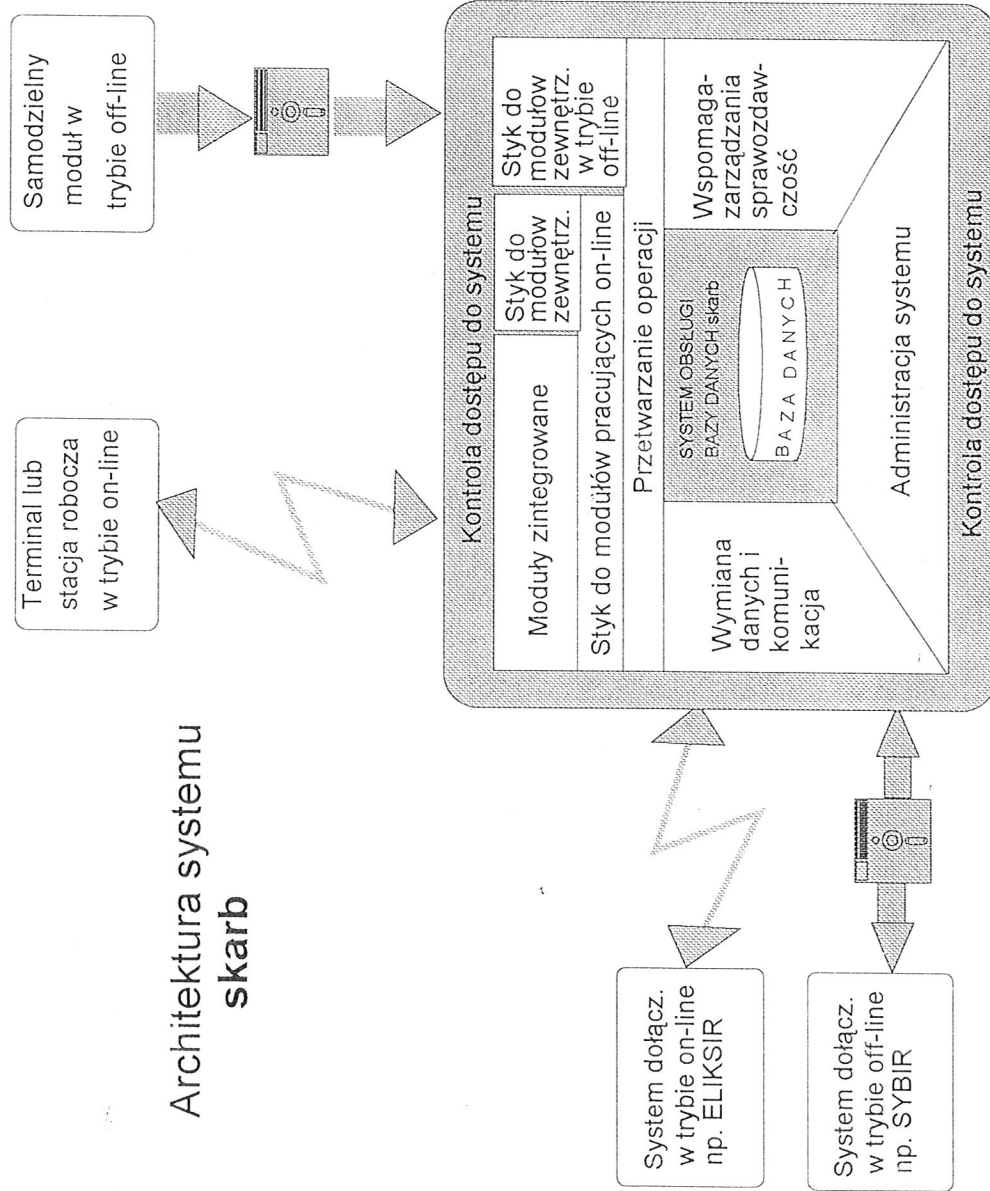 Architektura systemu
skarb
Terminal lub
stacja robocza
w trybie on-line
Samodzielny
moduł w
trybie off-line
System dołącz.
w trybie on-line
np. ELIKSIR
System dołącz.
w trybie off-line
np. SYBIR
Kontrola dostępu do systemu
Moduły zintegrowane
Styk do
modułow
zewnętrz.
Styk do
modułow
zewnętrz.
w trybie
off-line
Styk do modułów pracujących on-line
Przetwarzanie operacji
Wymiana
danych i
komuni-
kacja
SYSTEM OBSŁUGI
BAZY DANYCH skarb
BAZA DANYCH
Wspomaga-
zarządzania
sprawozdaw-
czość
Administracja systemu
Kontrola dostępu do systemu